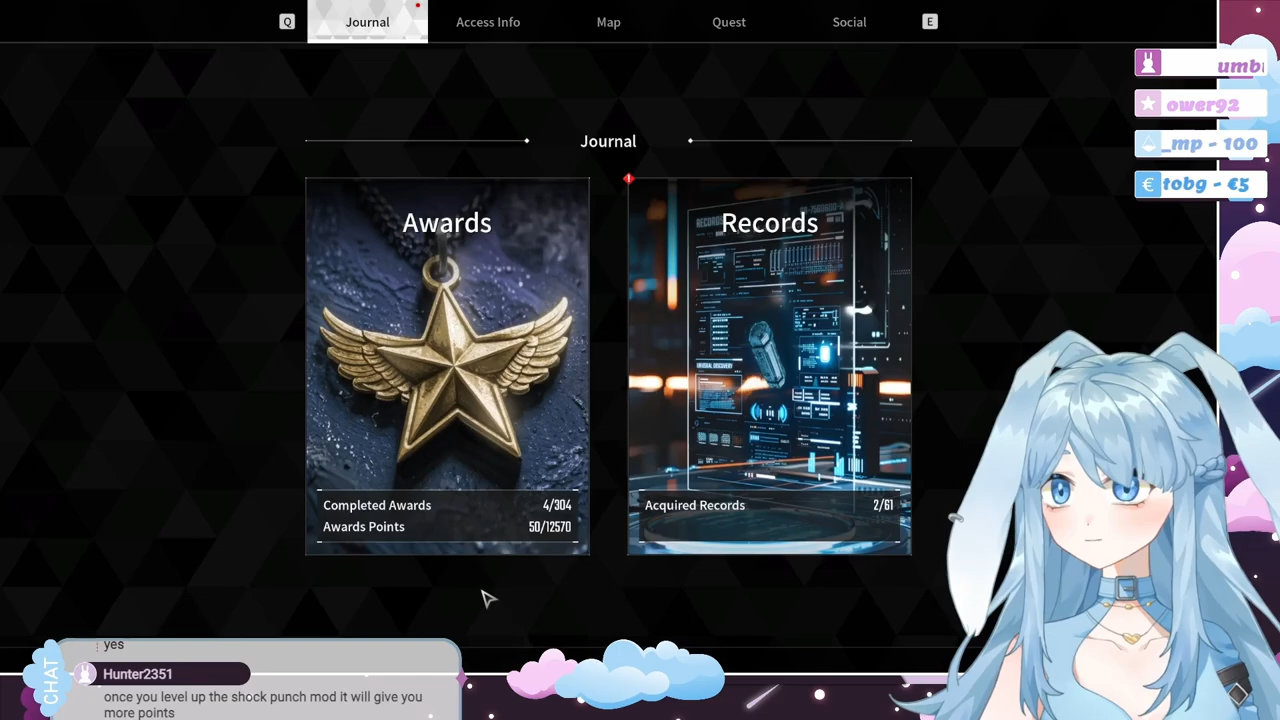 Q
Journal
Access Info
Map
Quest
Social
E
umb
ower92
_mp - 100
€ tobg - €5
Journal
Awards
Records
Completed Awards 4/304
Awards Points 50/12570
Acquired Records 2/61
CHAT
yes
Hunter2351
once you level up the shock punch mod it will give you
more points